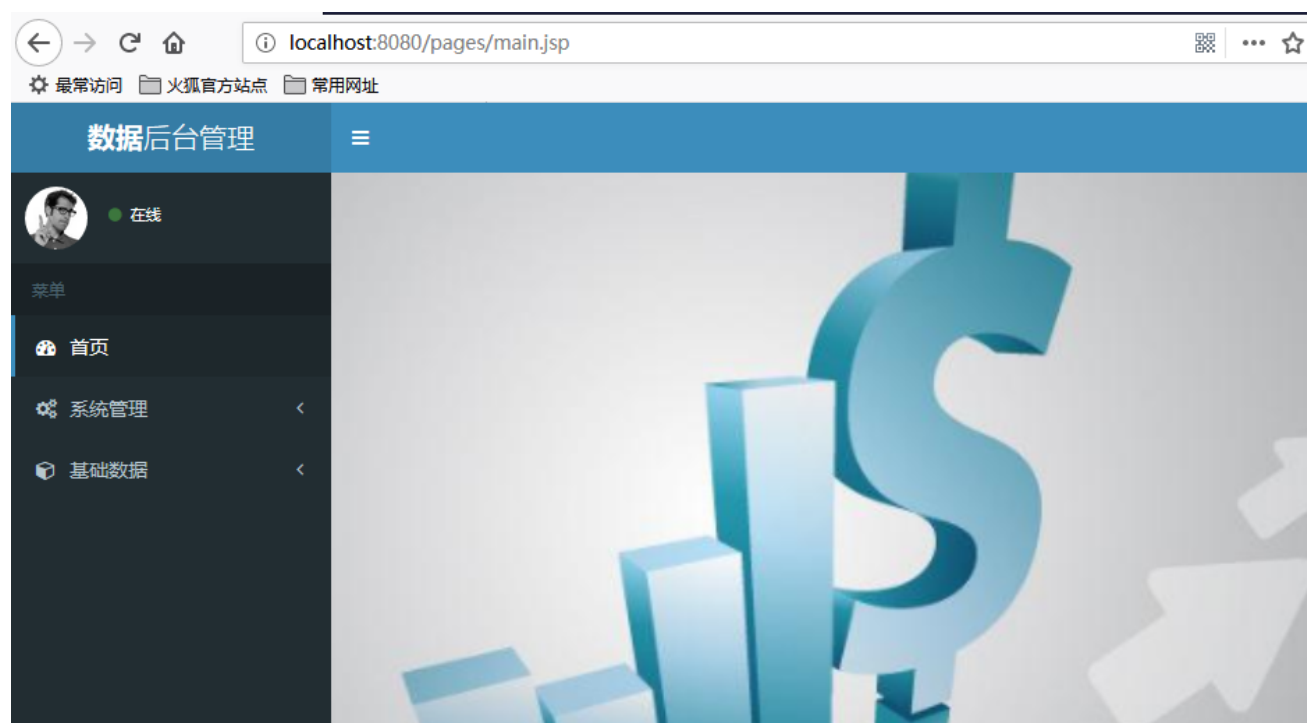 localhost:8080/pages/main.jsp
最常访问 火狐官方站点 常用网址
数据后台管理
在线
菜单
首页
系统管理
基础数据